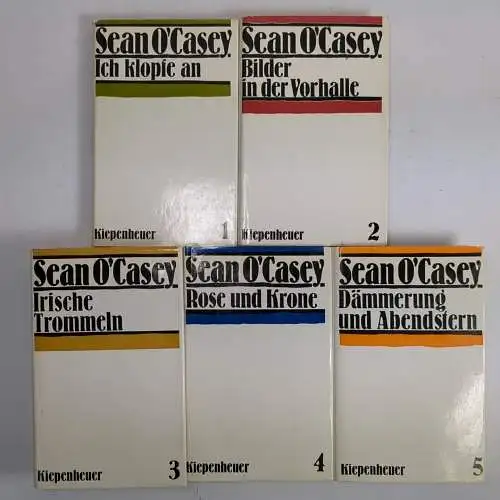 Sean O'Casey
Ich klopfe an
1
Kiepenheuer
Sean O'Casey
Bilder
in der Vorhalle
2
Kiepenheuer
Sean O'Casey
Irische
Trommeln
3
Kiepenheuer
Sean O'Casey
Rose und Krone
4
Kiepenheuer
Sean O'Casey
Dämmerung
und Abendstern
5
Kiepenheuer